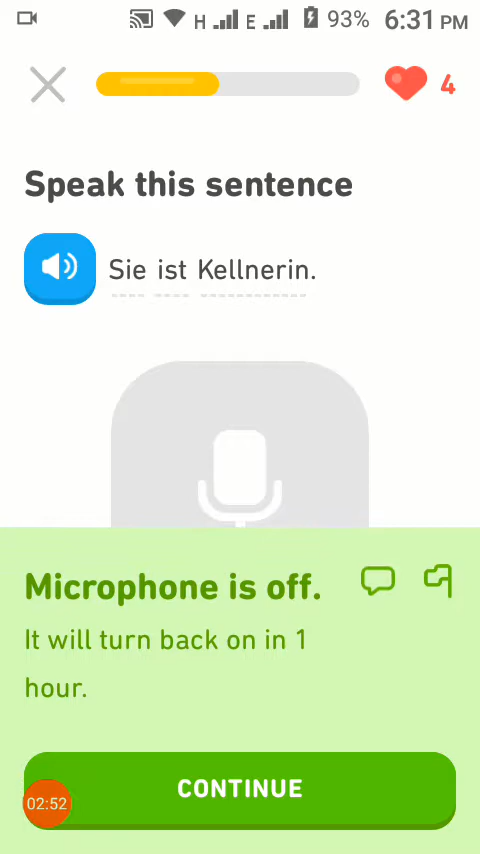 H E 93% 6:31 PM
4
Speak this sentence
Sie ist Kellnerin.
Microphone is off.
It will turn back on in 1
hour.
CONTINUE
02:52